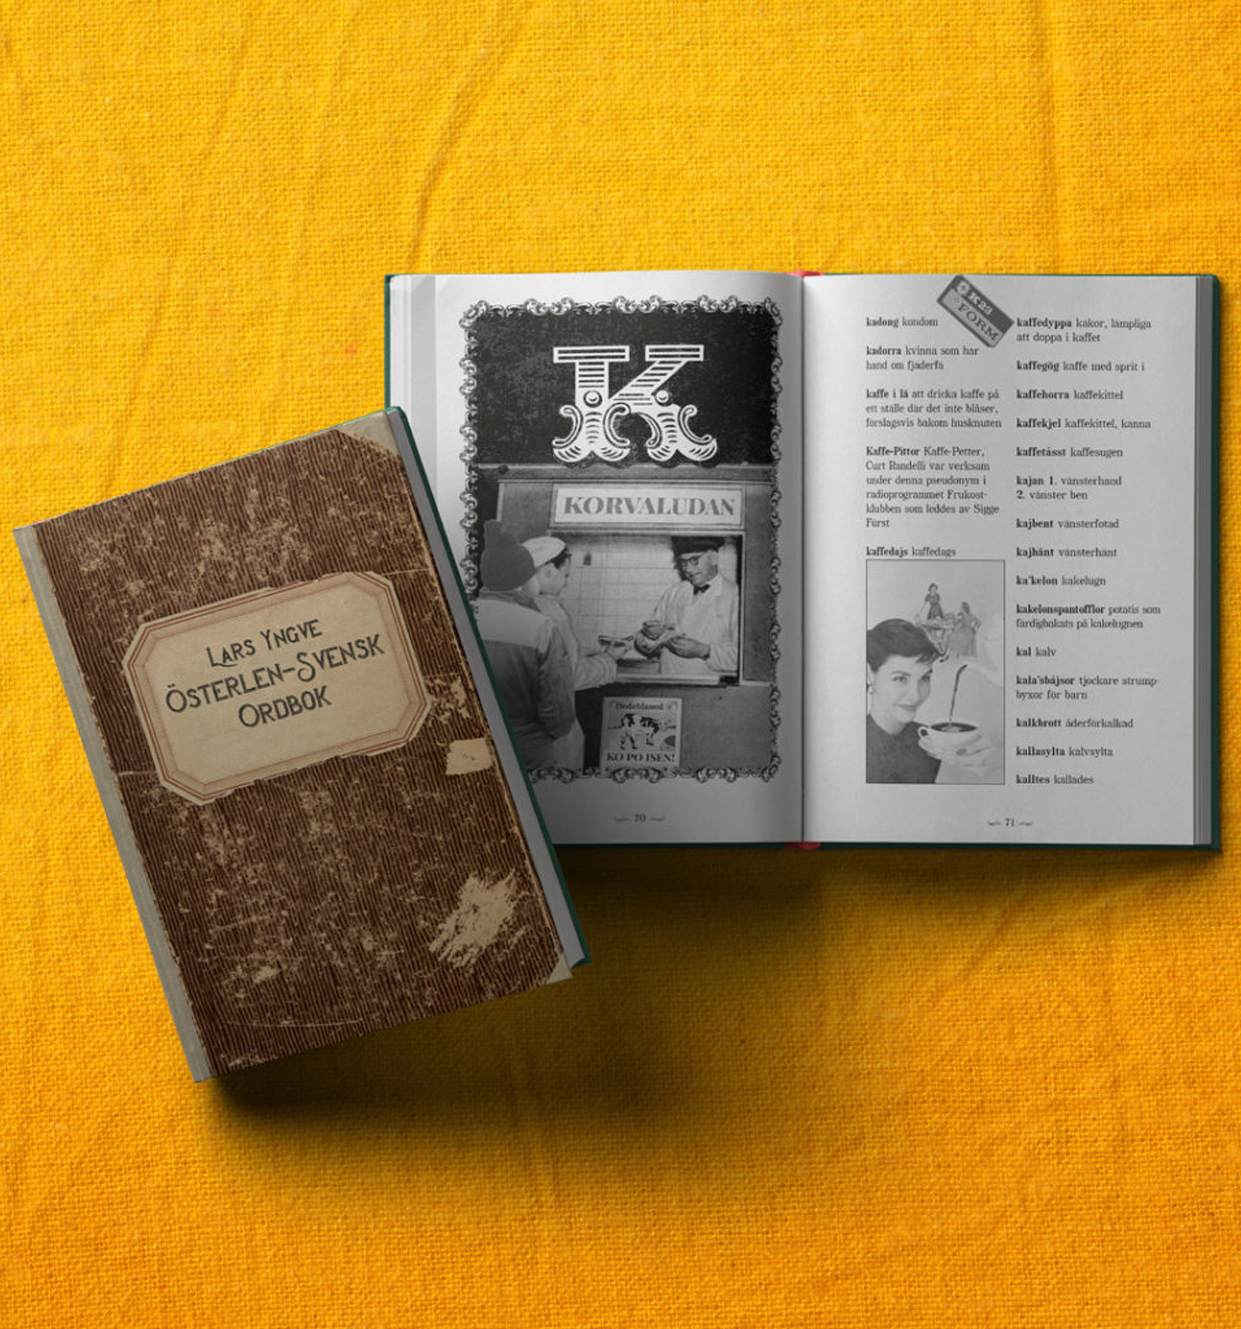 LARS YNGVE
ÖSTERLEN-SVENSK
ORDBOK
K
KORVALUDAN
KO PO ISEN!
70
kadong kondom
kadorra kvinna som har
hand om fjäderfä
kaffe i lä att dricka kaffe på
ett ställe där det inte blåser,
förslagsvis bakom husknuten
Kaffe-Pittor Kaffe-Petter,
Curt Randelli var verksam
under denna pseudonym i
radioprogrammet Frukost-
klubben som leddes av Sigge
Fürst
kaffedajs kaffedags
FORM
kaffedyppa kakor, lämpliga
att doppa i kaffet
kaffegög kaffe med sprit i
kaffehorra kaffekittel
kaffekjel kaffekittel, kanna
kaffetåsst kaffesugen
kajan 1. vänsterhand
2. vänster ben
kajbent vänsterfotad
kajhänt vänsterhänt
ka'kelon kakelugn
kakelonspantofflor potatis som
färdigbakats på kakelugnen
kal kalv
kala'sbájsor tjockare strump-
byxor för barn
kalkbrott åderförkalkad
kallasylta kalvsylta
kalltes kallades
71